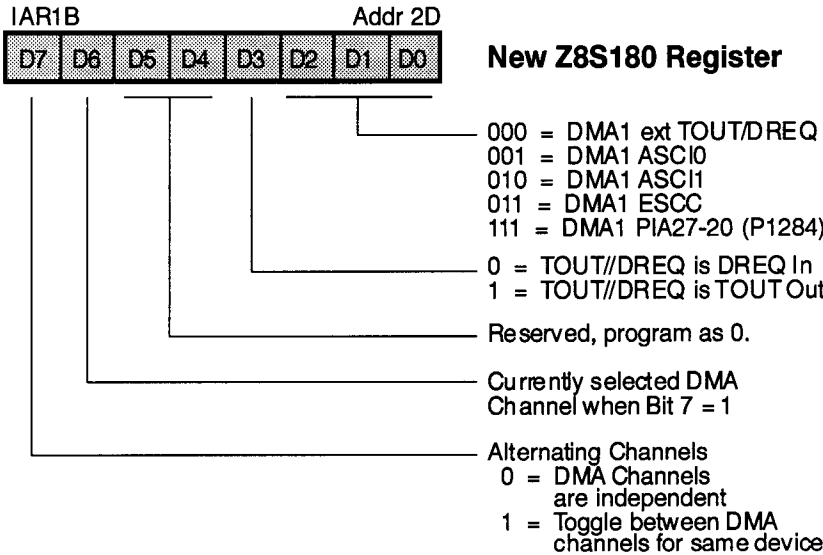 IAR1B Addr 2D
D7 D6 D5 D4 D3 D2 D1 D0
New Z8S180 Register
000 = DMA1 ext TOUT/DREQ
001 = DMA1 ASCI0
010 = DMA1 ASCI1
011 = DMA1 ESCC
111 = DMA1 PIA27-20 (P1284)
0 = TOUT//DREQ is DREQ In
1 = TOUT//DREQ is TOUT Out
Reserved, program as 0.
Currently selected DMA
Channel when Bit 7 = 1
Alternating Channels
0 = DMA Channels
are independent
1 = Toggle between DMA
channels for same device